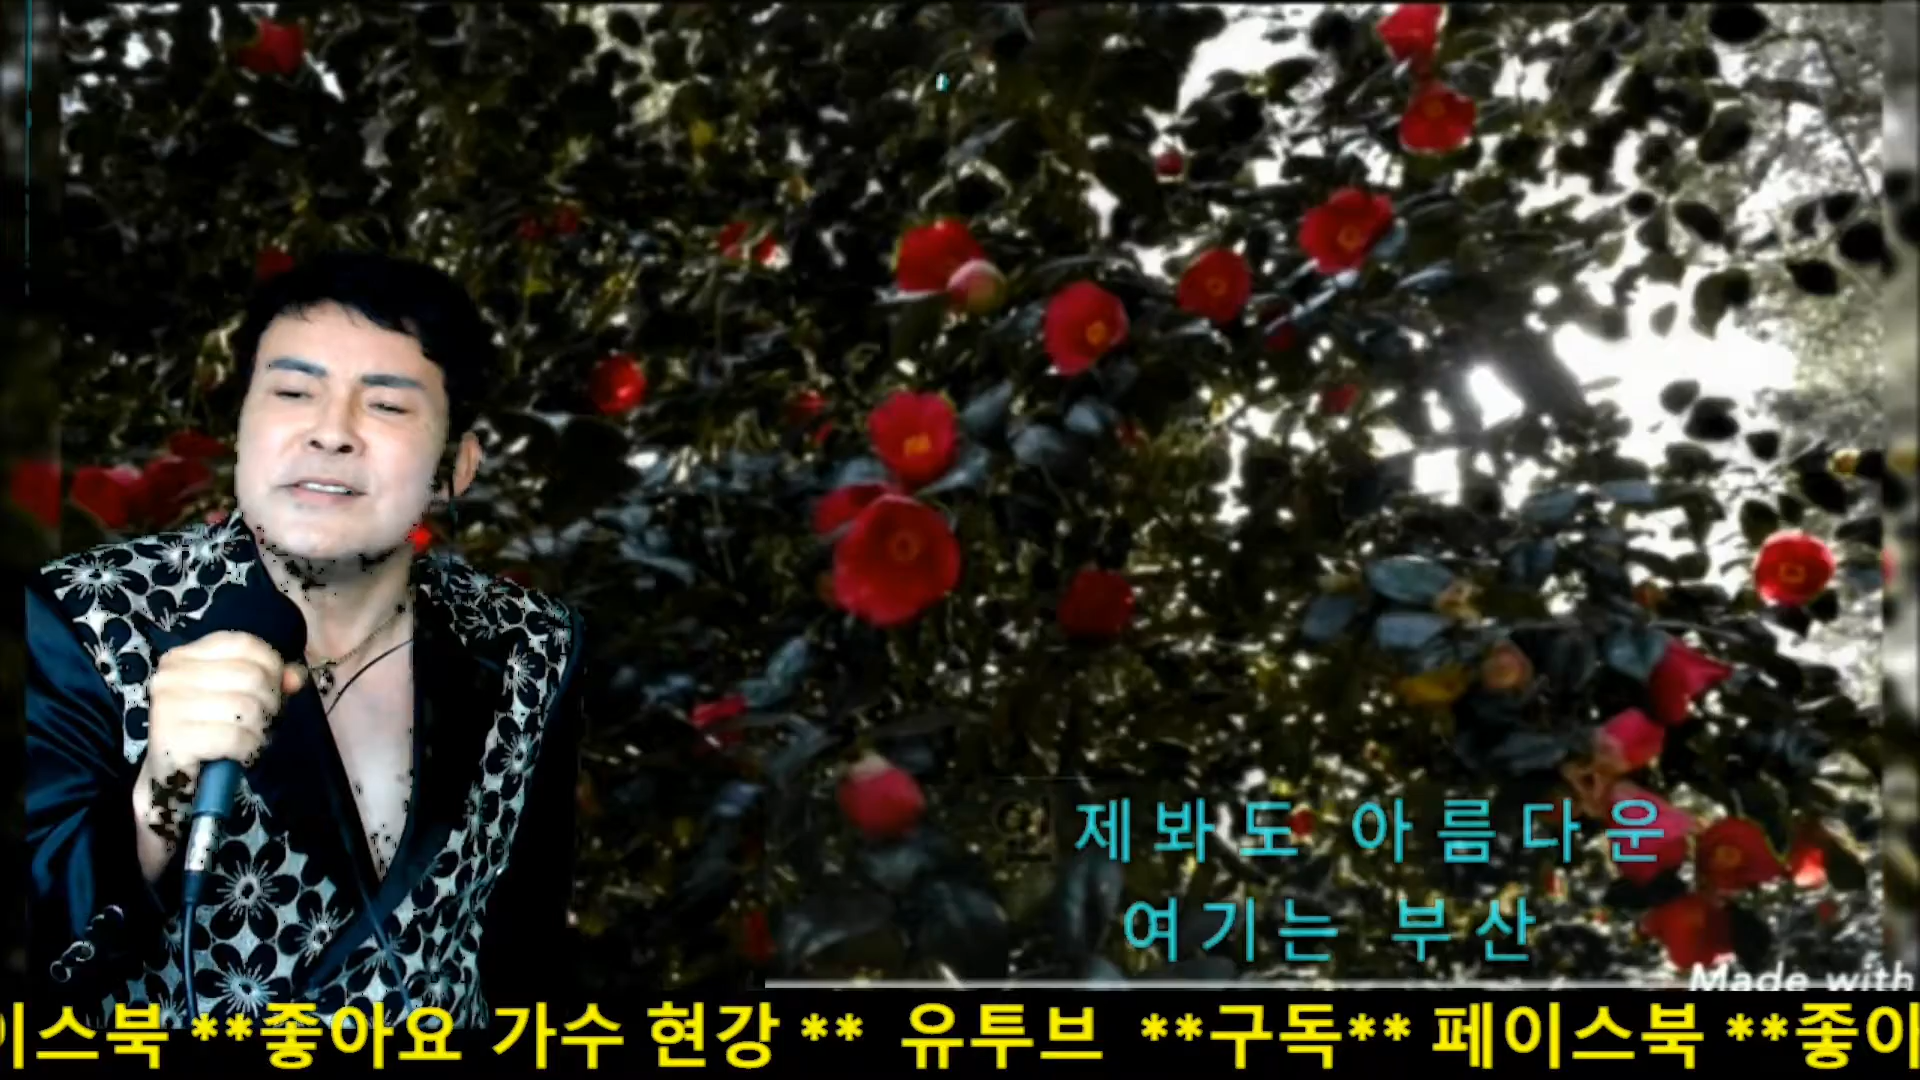 언제봐도 아름다운
여기는 부산
Made with
이스북 **좋아요 가수 현강 ** 유투브 **구독** 페이스북 **좋아